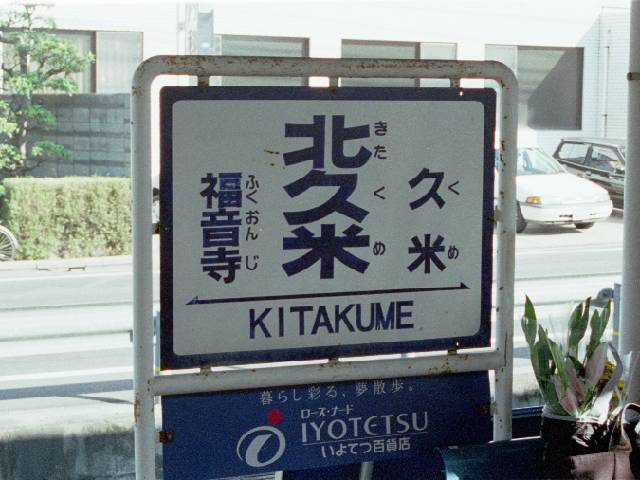 北久米
きたくめ
福音寺
ふくおんじ
久米
くめ
KITAKUME
暮らし彩る、夢散歩。
ローズ・ナード
IYOTETSU
いよてつ百貨店